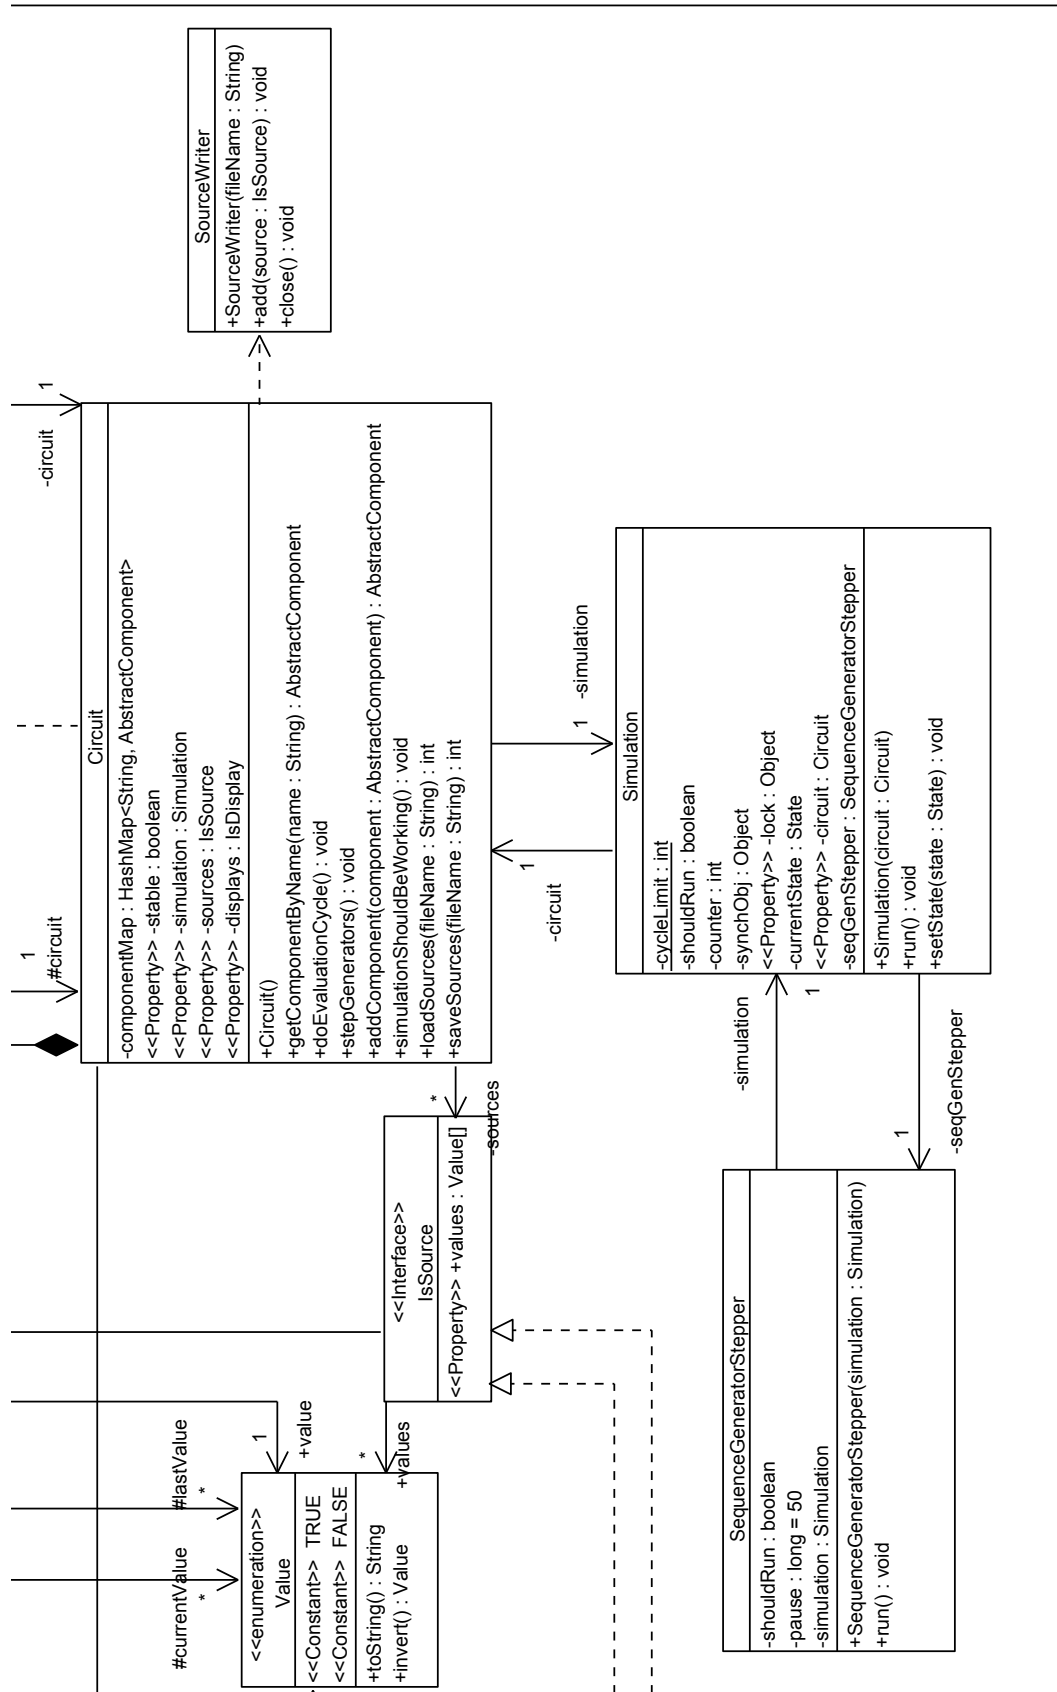 SourceWriter
+SourceWriter(fileName : String)
+add(source : IsSource) : void
+close() : void
1
-circuit
1
#circuit
Circuit
-componentMap : HashMap<String, AbstractComponent>
<<Property>> -stable : boolean
<<Property>> -simulation : Simulation
<<Property>> -sources : IsSource
<<Property>> -displays : IsDisplay
+Circuit()
+getComponentByName(name : String) : AbstractComponent
+doEvaluationCycle() : void
+stepGenerators() : void
+addComponent(component : AbstractComponent) : AbstractComponent
+simulationShouldBeWorking() : void
+loadSources(fileName : String) : int
+saveSources(fileName : String) : int
1
-simulation
1
-circuit
Simulation
-cycleLimit : int
-shouldRun : boolean
-counter : int
-synchObj : Object
<<Property>> -lock : Object
-currentState : State
<<Property>> -circuit : Circuit
-seqGenStepper : SequenceGeneratorStepper
+Simulation(circuit : Circuit)
+run() : void
+setState(state : State) : void
*
-sources
<<Interface>>
IsSource
<<Property>> +values : Value[]
-simulation
1
1
-seqGenStepper
1
+value
*
+values
#lastValue
*
#currentValue
*
<<enumeration>>
Value
<<Constant>> TRUE
<<Constant>> FALSE
+toString() : String
+invert() : Value
SequenceGeneratorStepper
-shouldRun : boolean
-pause : long = 50
-simulation : Simulation
+SequenceGeneratorStepper(simulation : Simulation)
+run() : void